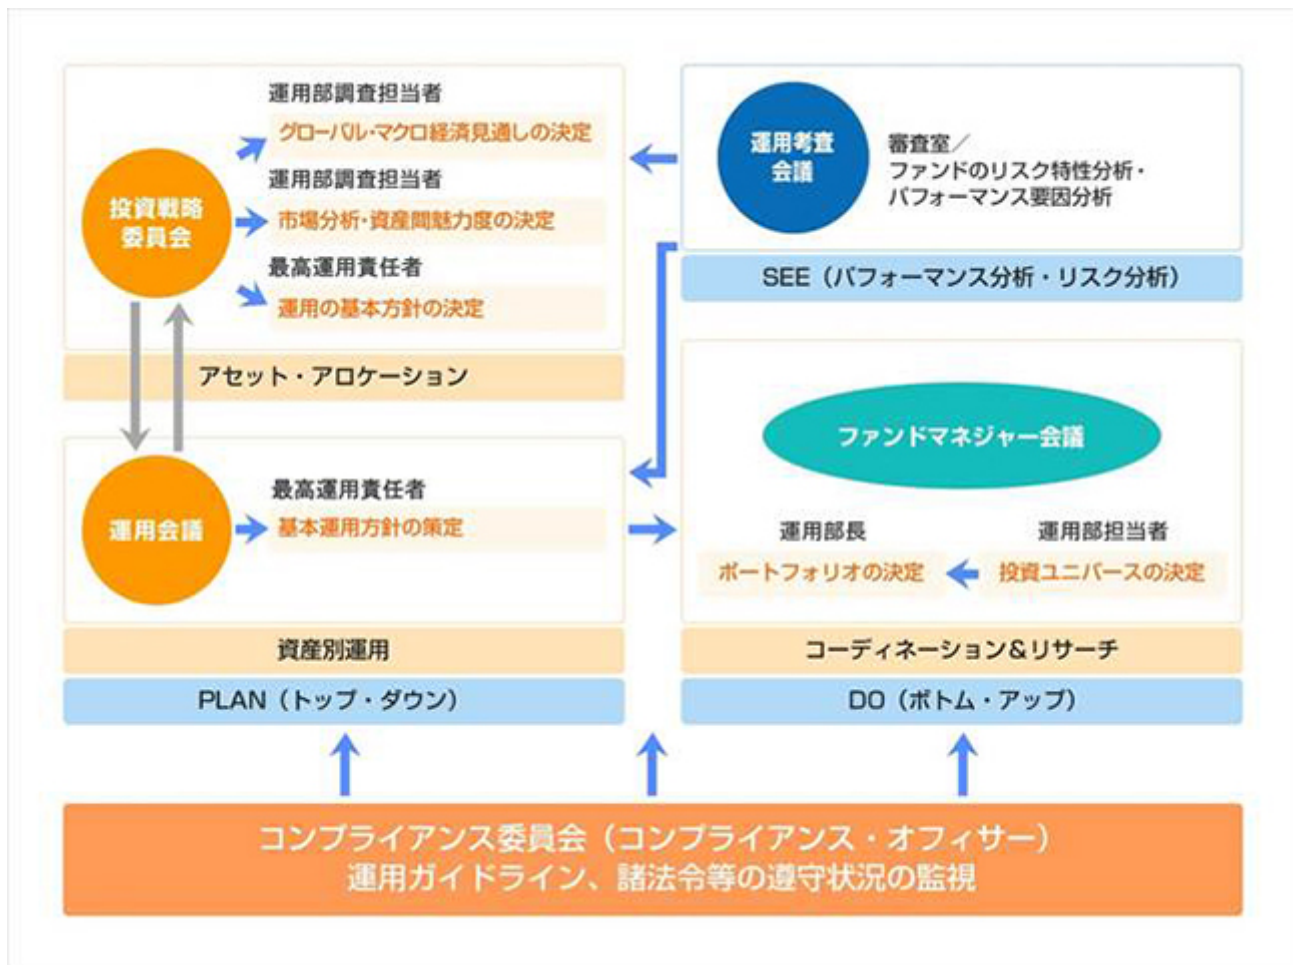 運用部調査担当者
グローバル・マクロ経済見通しの決定
投資戦略
委員会
運用部調査担当者
市場分析・資産間魅力度の決定
最高運用責任者
運用の基本方針の決定
アセット・アロケーション
運用考査
会議
審査室／
ファンドのリスク特性分析・
パフォーマンス要因分析
SEE（パフォーマンス分析・リスク分析）
運用会議
最高運用責任者
基本運用方針の策定
資産別運用
PLAN（トップ・ダウン）
ファンドマネジャー会議
運用部長
ポートフォリオの決定
運用部担当者
投資ユニバースの決定
コーディネーション＆リサーチ
DO（ボトム・アップ）
コンプライアンス委員会（コンプライアンス・オフィサー）
運用ガイドライン、諸法令等の遵守状況の監視